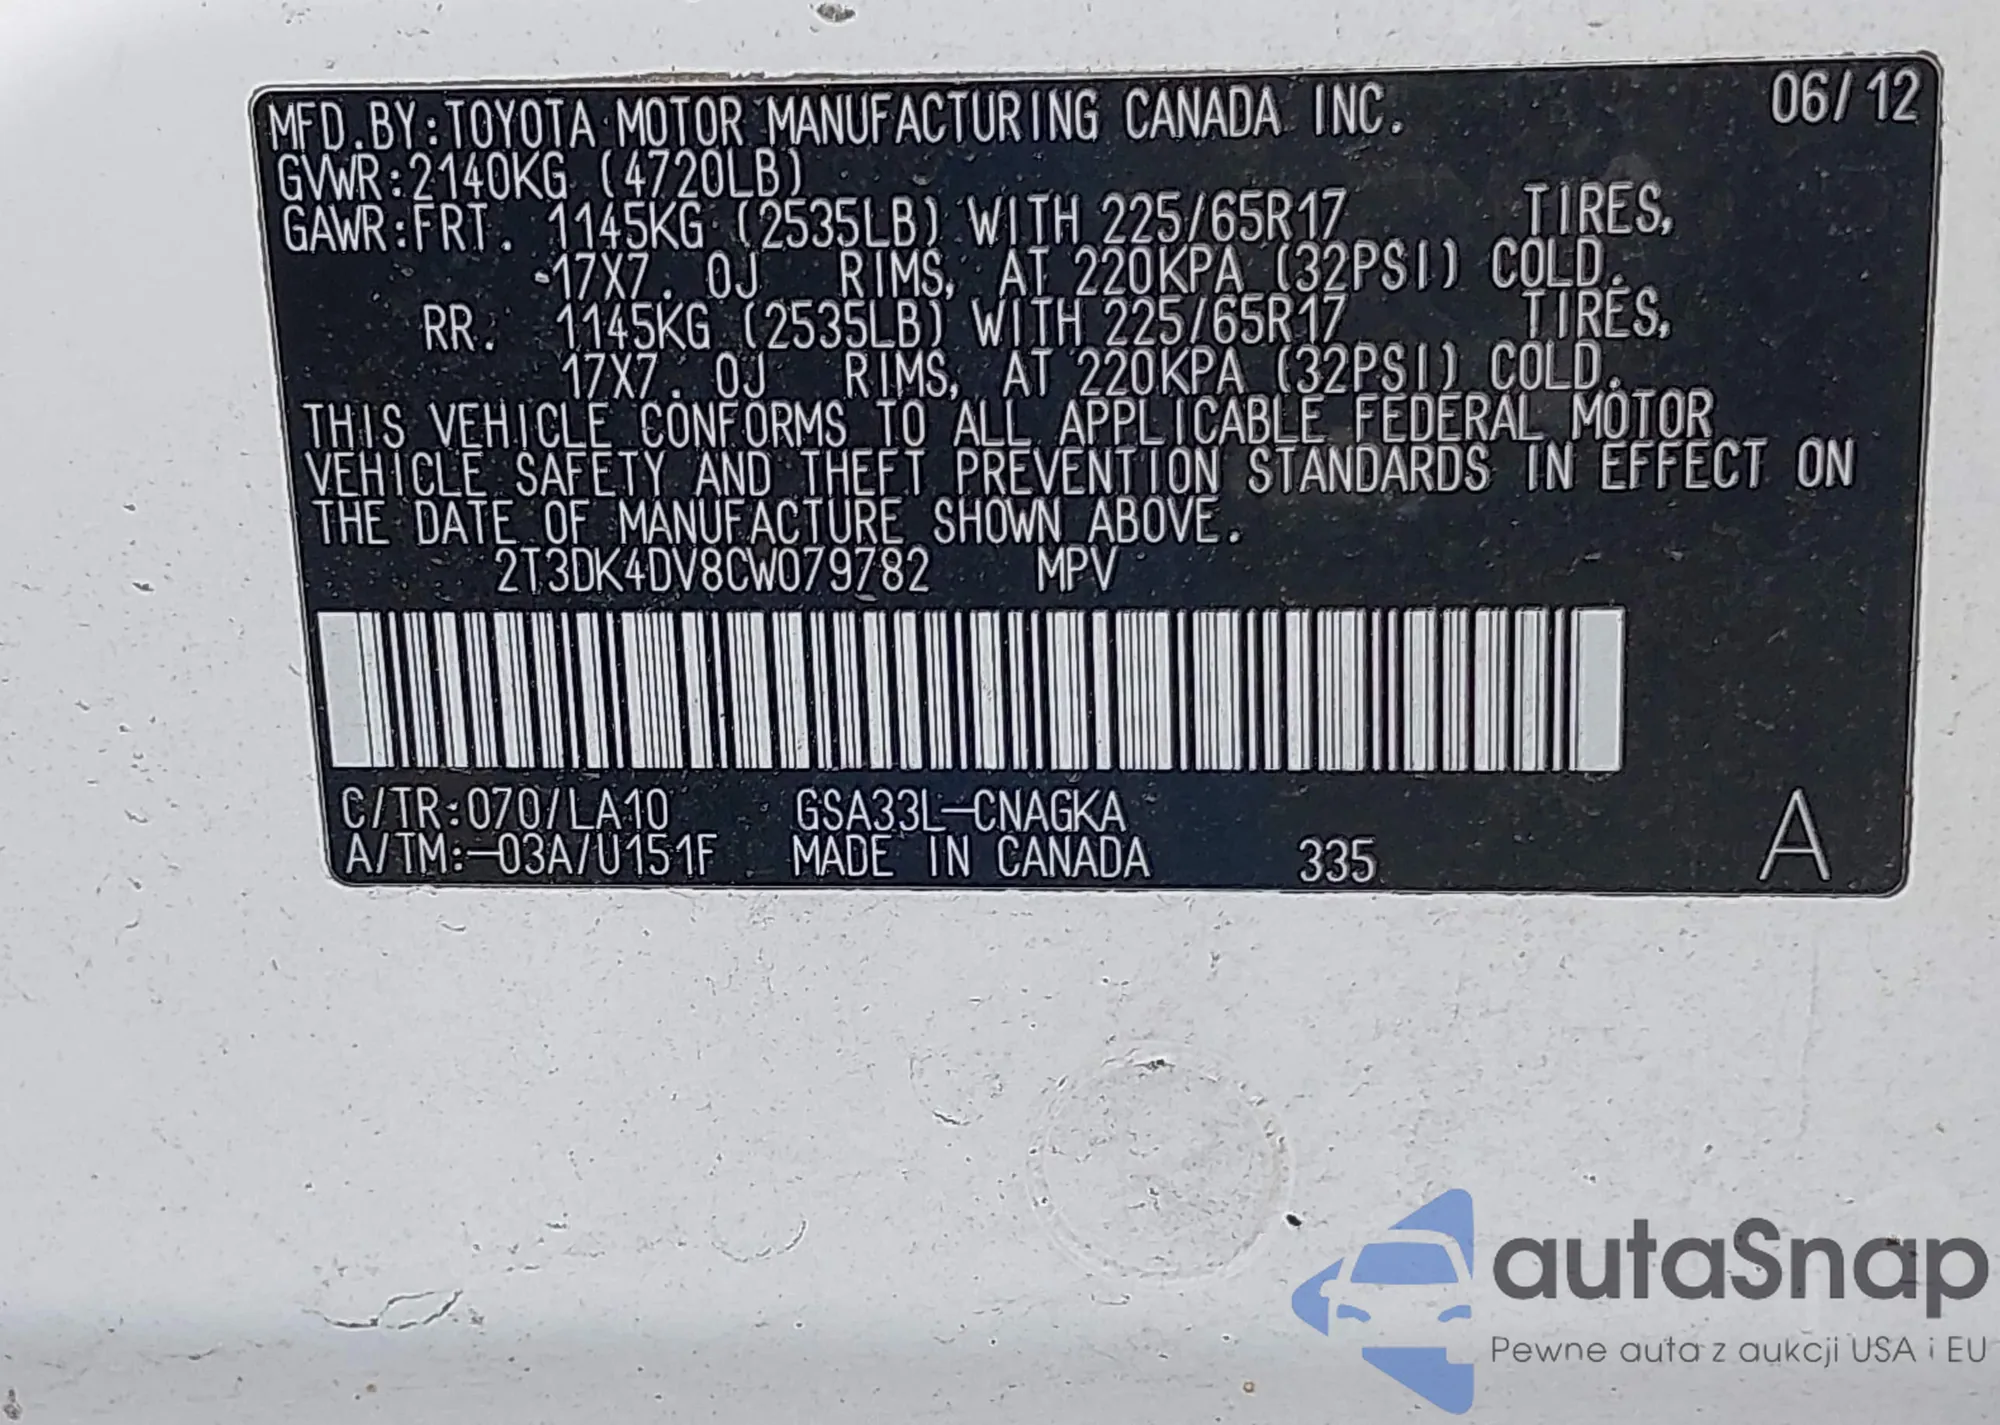 MFD.BY:TOYOTA MOTOR MANUFACTURING CANADA INC. 06/12
GVWR:2140KG (4720LB)
GAWR:FRT. 1145KG (2535LB) WITH 225/65R17 TIRES,
17X7.0J RIMS, AT 220KPA (32PSI) COLD.
RR. 1145KG (2535LB) WITH 225/65R17 TIRES,
17X7.0J RIMS, AT 220KPA (32PSI) COLD.
THIS VEHICLE CONFORMS TO ALL APPLICABLE FEDERAL MOTOR
VEHICLE SAFETY AND THEFT PREVENTION STANDARDS IN EFFECT ON
THE DATE OF MANUFACTURE SHOWN ABOVE.
2T3DK4DV8CW079782 MPV
C/TR:070/LA10 GSA33L-CNAGKA
A/TM:-03A/U151F MADE IN CANADA 335 A
autaSnap
Pewne auta z aukcji USA i EU